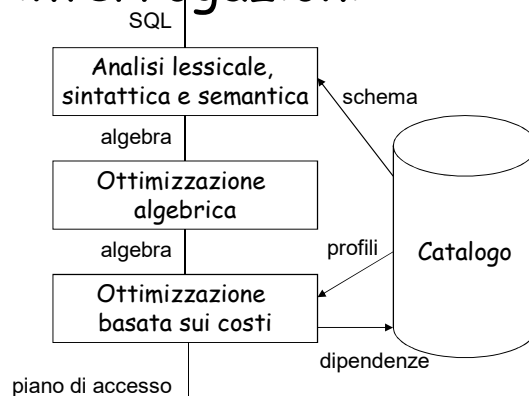 interrogazioni
SQL
Analisi lessicale,
sintattica e semantica
schema
algebra
Ottimizzazione
algebrica
algebra
profili
Catalogo
Ottimizzazione
basata sui costi
dipendenze
piano di accesso